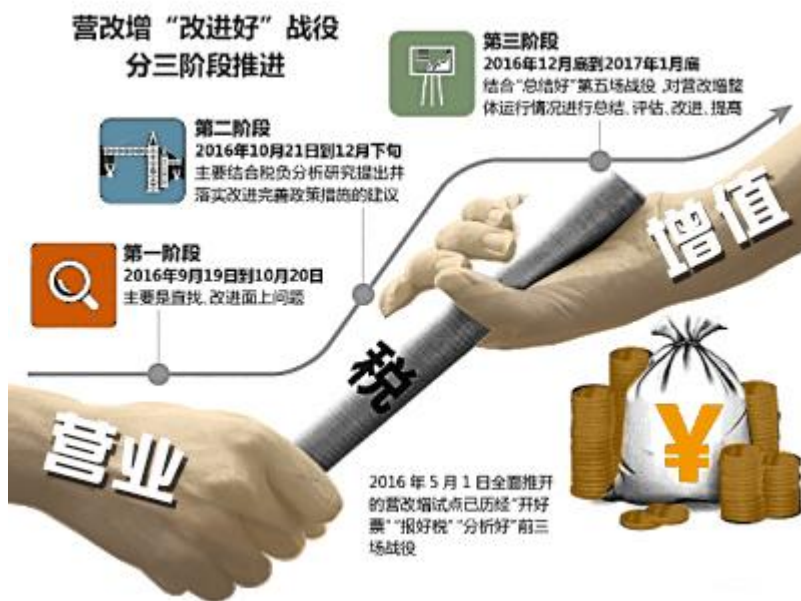 营改增“改进好”战役
分三阶段推进
第三阶段
2016年12月底到2017年1月底
结合“总结好”第五场战役,对营改增整
体运行情况进行总结、评估、改进、提高
第二阶段
2016年10月21日到12月下旬
主要结合税负分析研究提出并
落实改进完善政策措施的建议
第一阶段
2016年9月19日到10月20日
主要是查找、改进面上问题
增值
税
营业
¥
2016年5月1日全面推开
的营改增试点已历经“开好
票”“报好税”“分析好”前三
场战役